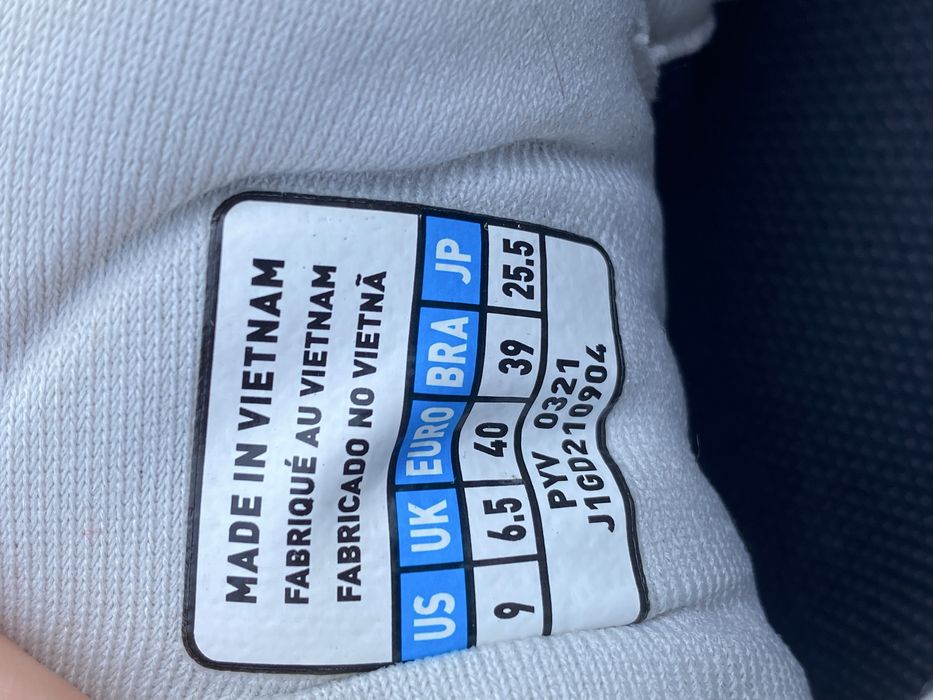 MADE IN VIETNAM
FABRIQUÉ AU VIETNAM
FABRICADO NO VIETNÃ
US UK EURO BRA JP
9 6.5 40 39 25.5
PYV 0321
J1GD210904